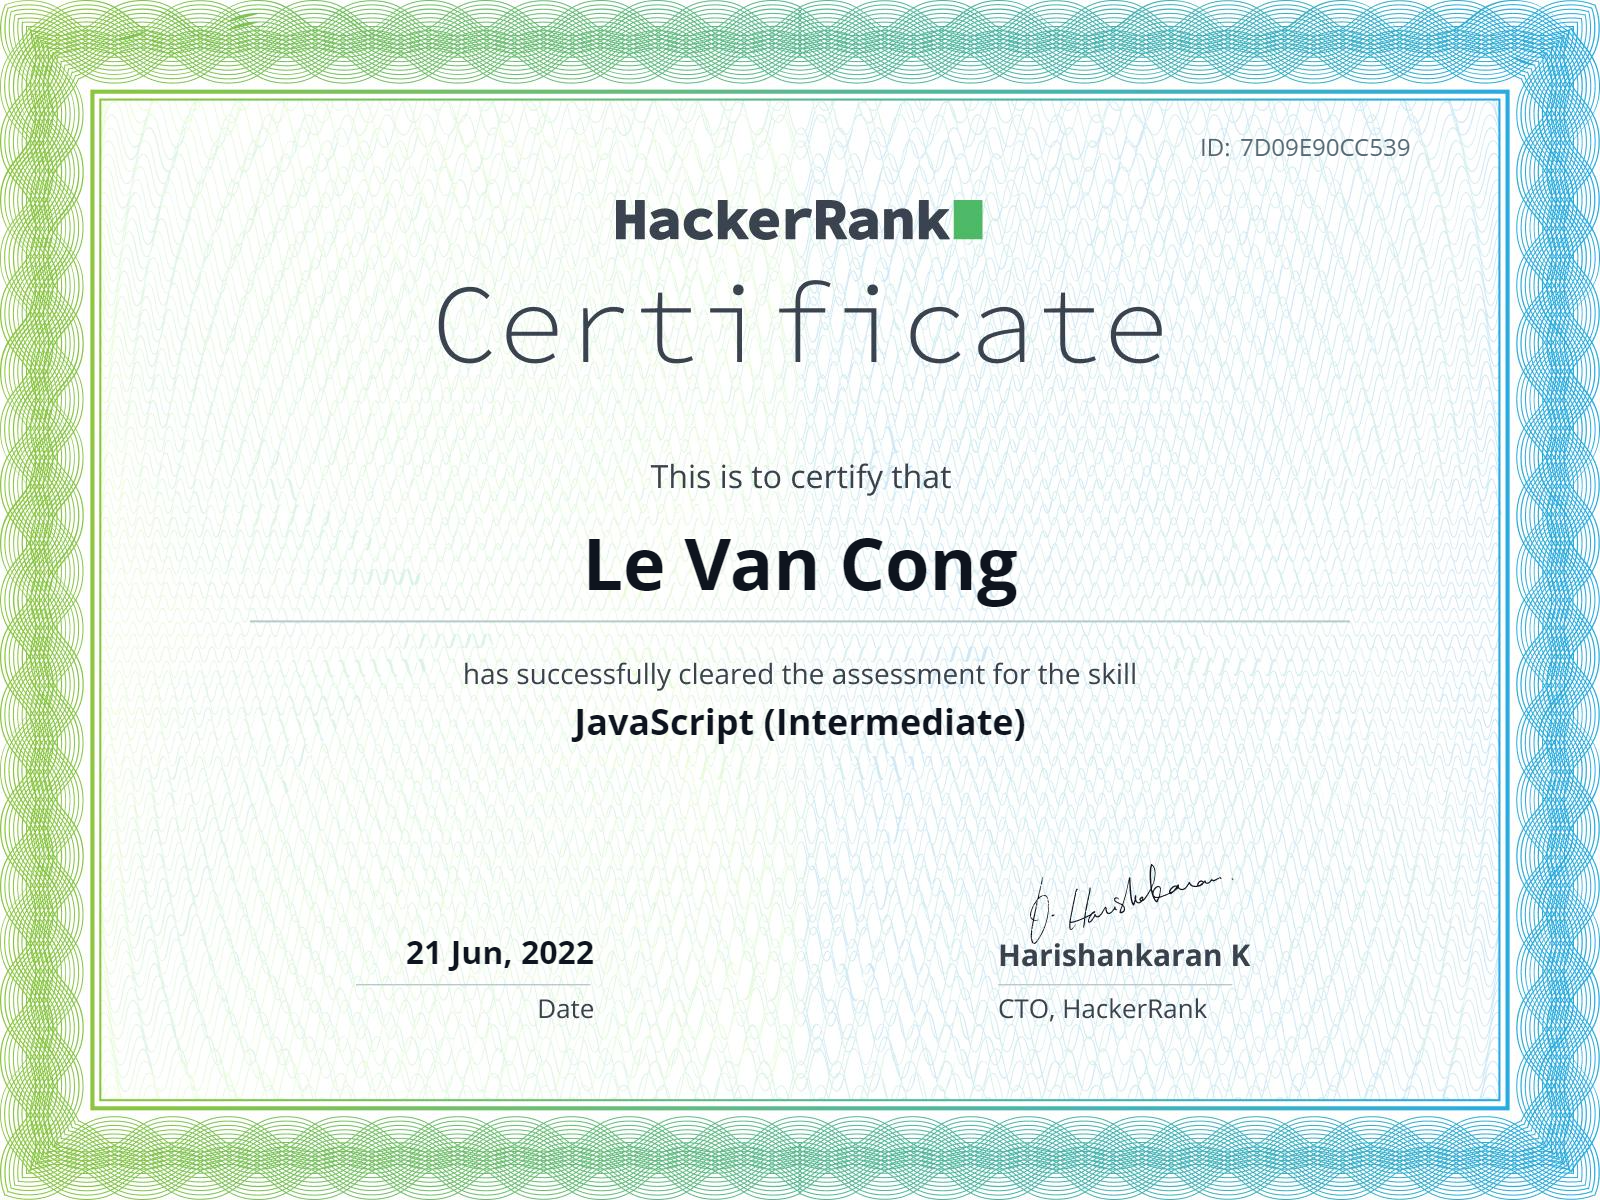 ID: 7D09E90CC539
HackerRank
Certificate
This is to certify that
Le Van Cong
has successfully cleared the assessment for the skill
JavaScript (Intermediate)
21 Jun, 2022
Date
Harishankaran K
CTO, HackerRank